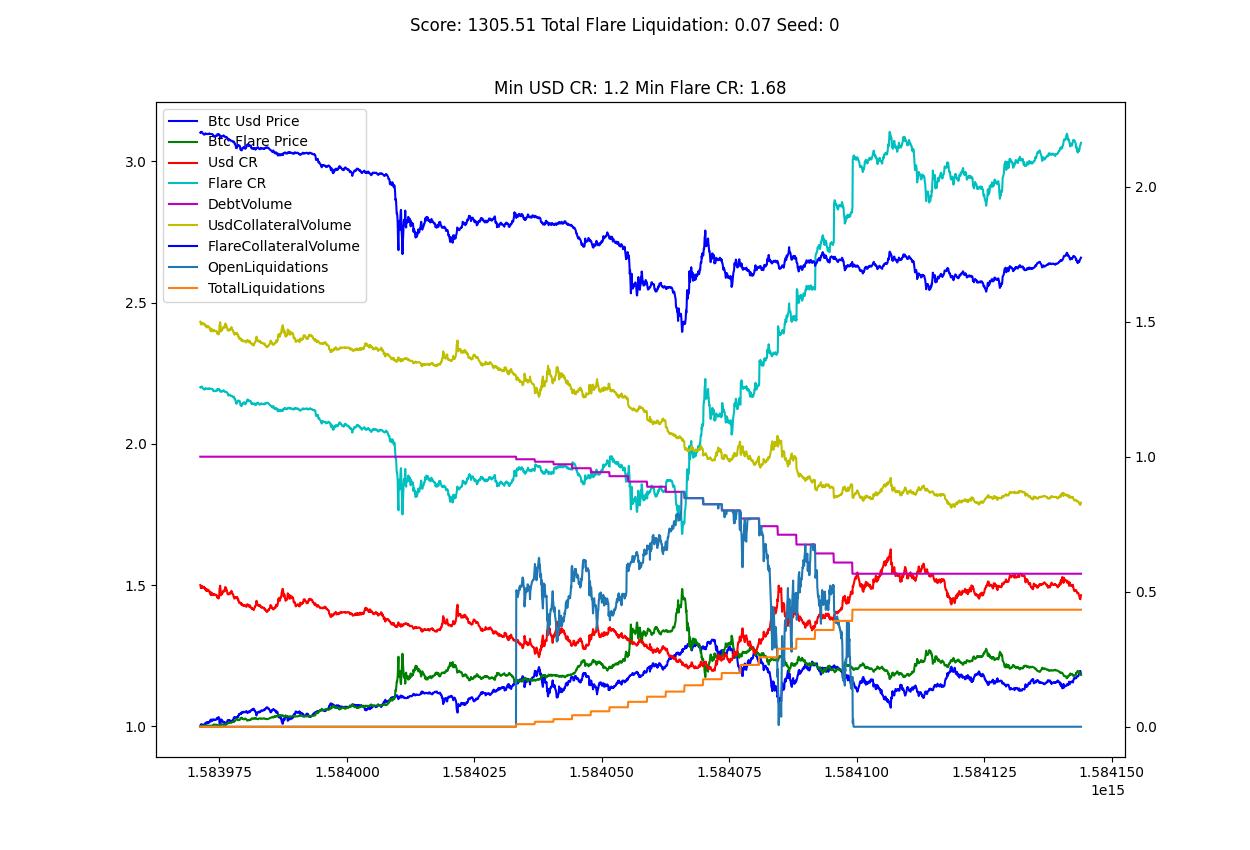 Score: 1305.51 Total Flare Liquidation: 0.07 Seed: 0
Min USD CR: 1.2 Min Flare CR: 1.68
Btc Usd Price
Btc Flare Price
Usd CR
Flare CR
DebtVolume
UsdCollateralVolume
FlareCollateralVolume
OpenLiquidations
TotalLiquidations
3.0
2.5
2.0
1.5
1.0
2.0
1.5
1.0
0.5
0.0
1.583975 1.584000 1.584025 1.584050 1.584075 1.584100 1.584125 1.584150
1e15